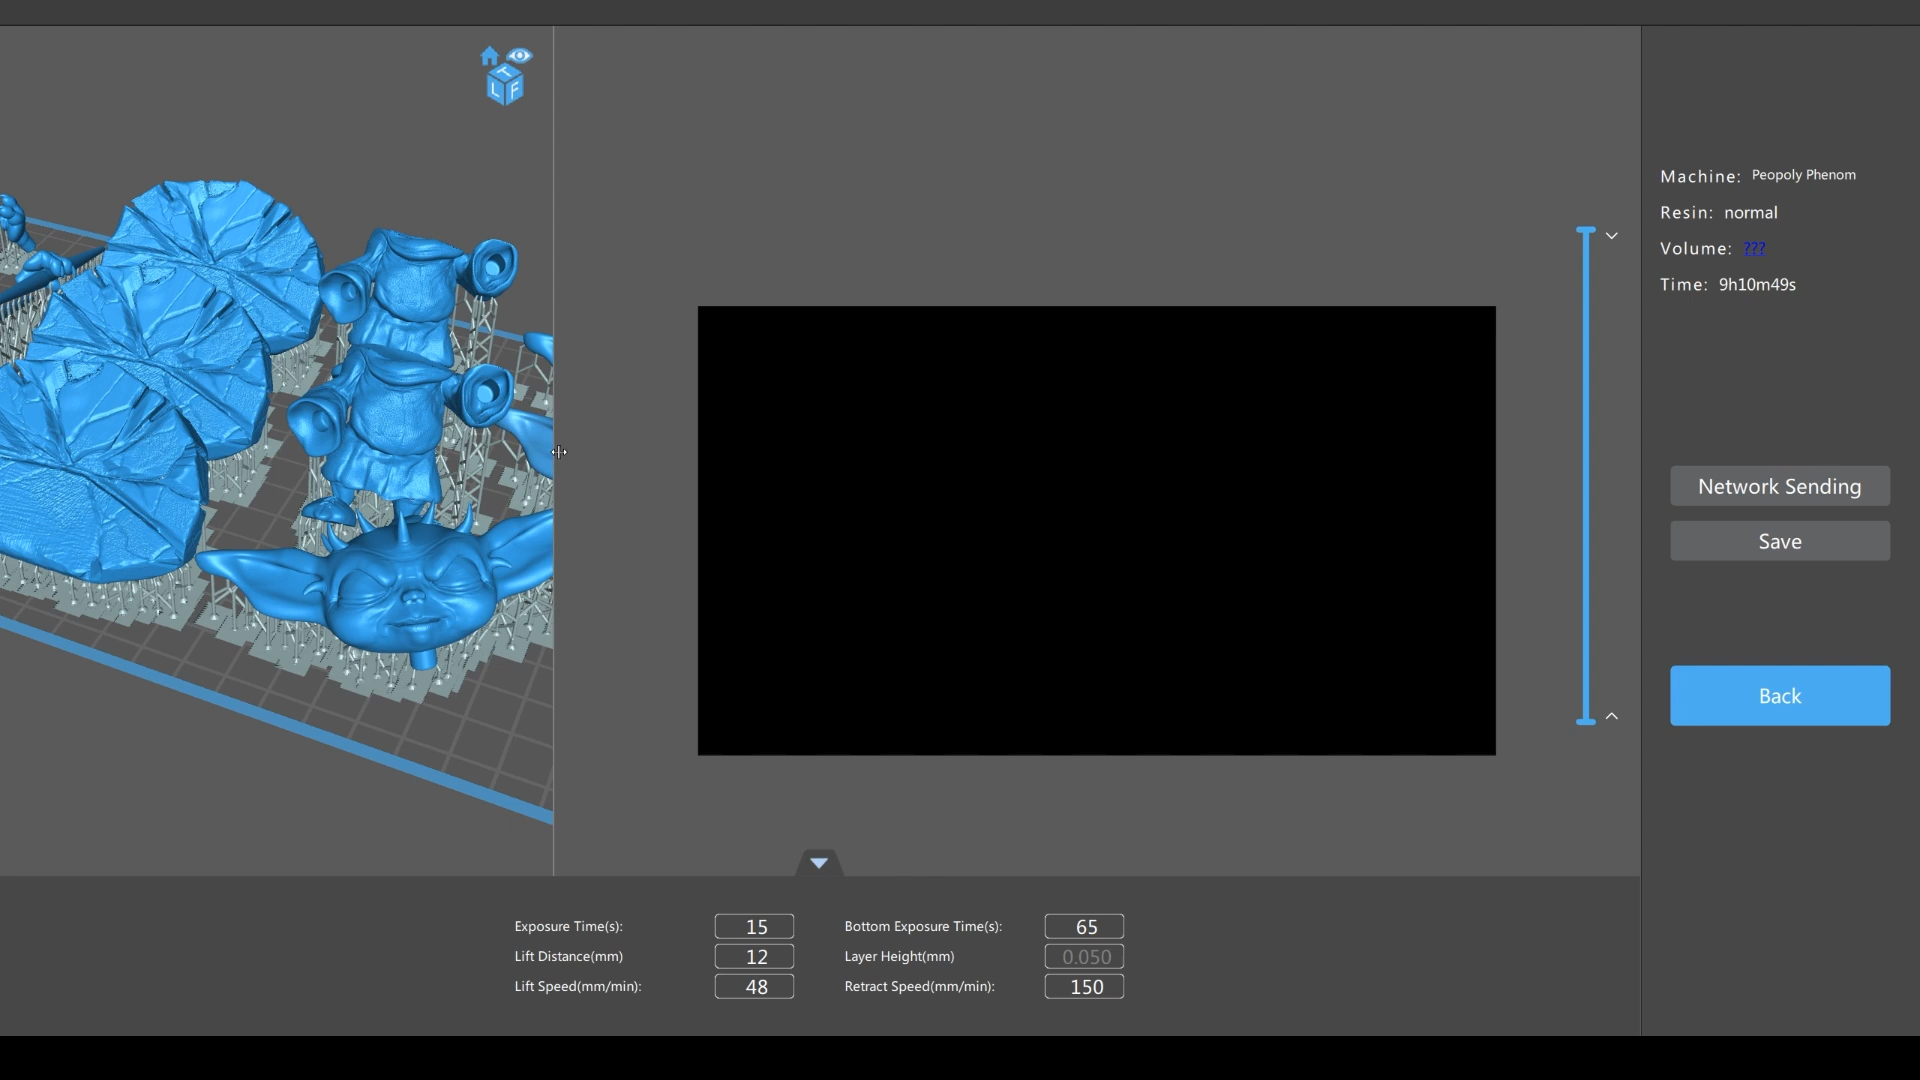 T
L F
Machine: Peopoly Phenom
Resin: normal
Volume: ???
Time: 9h10m49s
Network Sending
Save
Back
Exposure Time(s): 15 Bottom Exposure Time(s): 65
Lift Distance(mm) 12 Layer Height(mm) 0.050
Lift Speed(mm/min): 48 Retract Speed(mm/min): 150